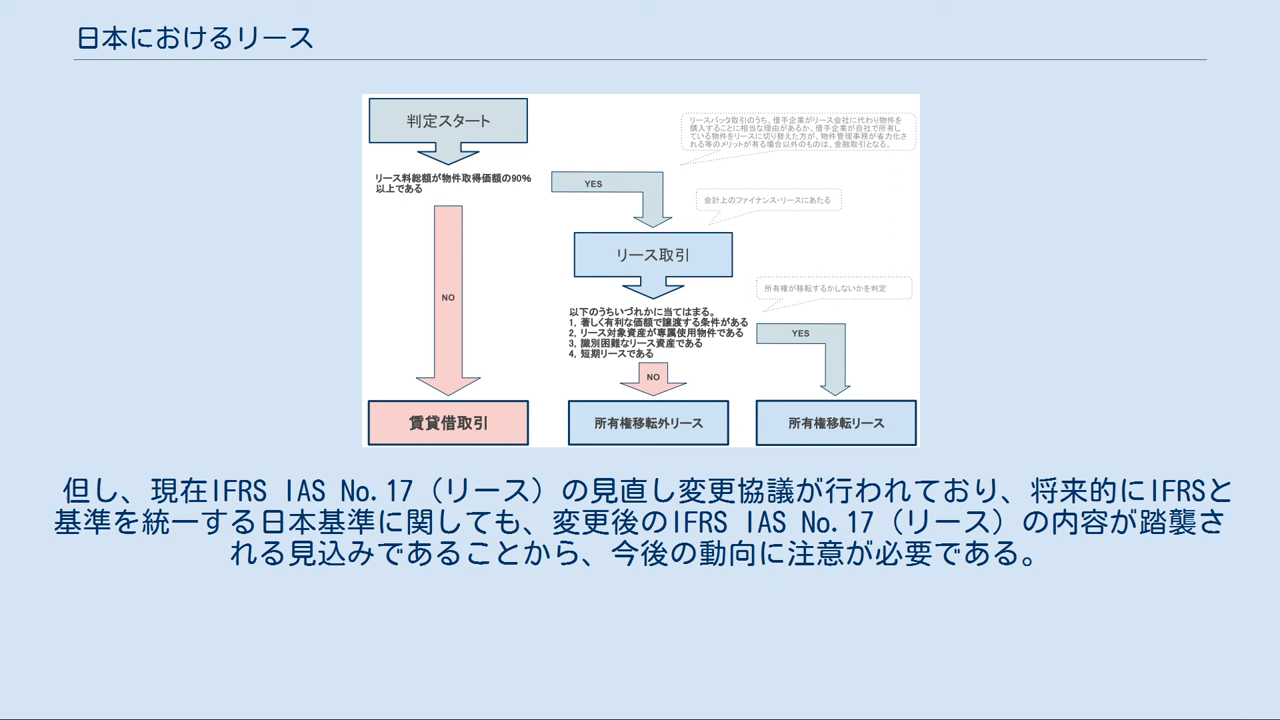 日本におけるリース
判定スタート
リースバック取引のうち、借手企業がリース会社に代わり物件を
購入することに相当な理由があるか、借手企業が自社で所有し
ている物件をリースに切り替えた方が、物件管理事務が省力化さ
れる等のメリットが有る場合以外のものは、金融取引となる。
リース料総額が物件取得価額の90%
以上である
YES
会計上のファイナンス・リースにあたる
リース取引
NO
所有権が移転するかしないかを判定
以下のうちいづれかに当てはまる。
1, 著しく有利な価額で譲渡する条件がある
2, リース対象資産が専属使用物件である
3, 識別困難なリース資産である
4, 短期リースである
YES
NO
賃貸借取引
所有権移転外リース
所有権移転リース
但し、現在IFRS IAS No.17（リース）の見直し変更協議が行われており、将来的にIFRSと
基準を統一する日本基準に関しても、変更後のIFRS IAS No.17（リース）の内容が踏襲さ
れる見込みであることから、今後の動向に注意が必要である。